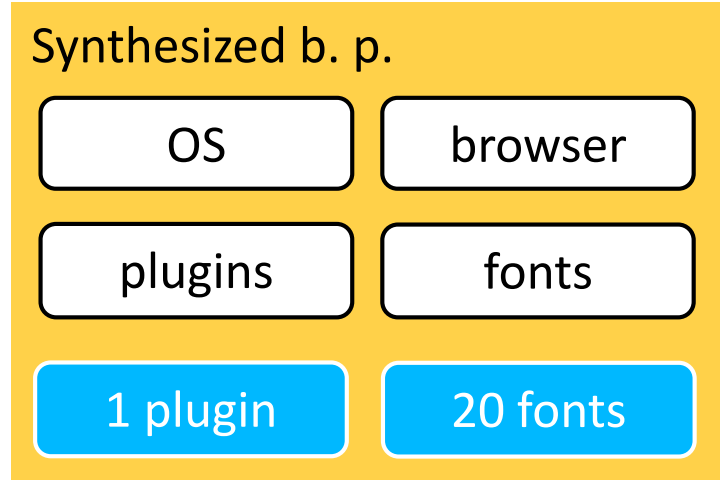 Synthesized b. p.
OS
browser
plugins
fonts
1 plugin
20 fonts